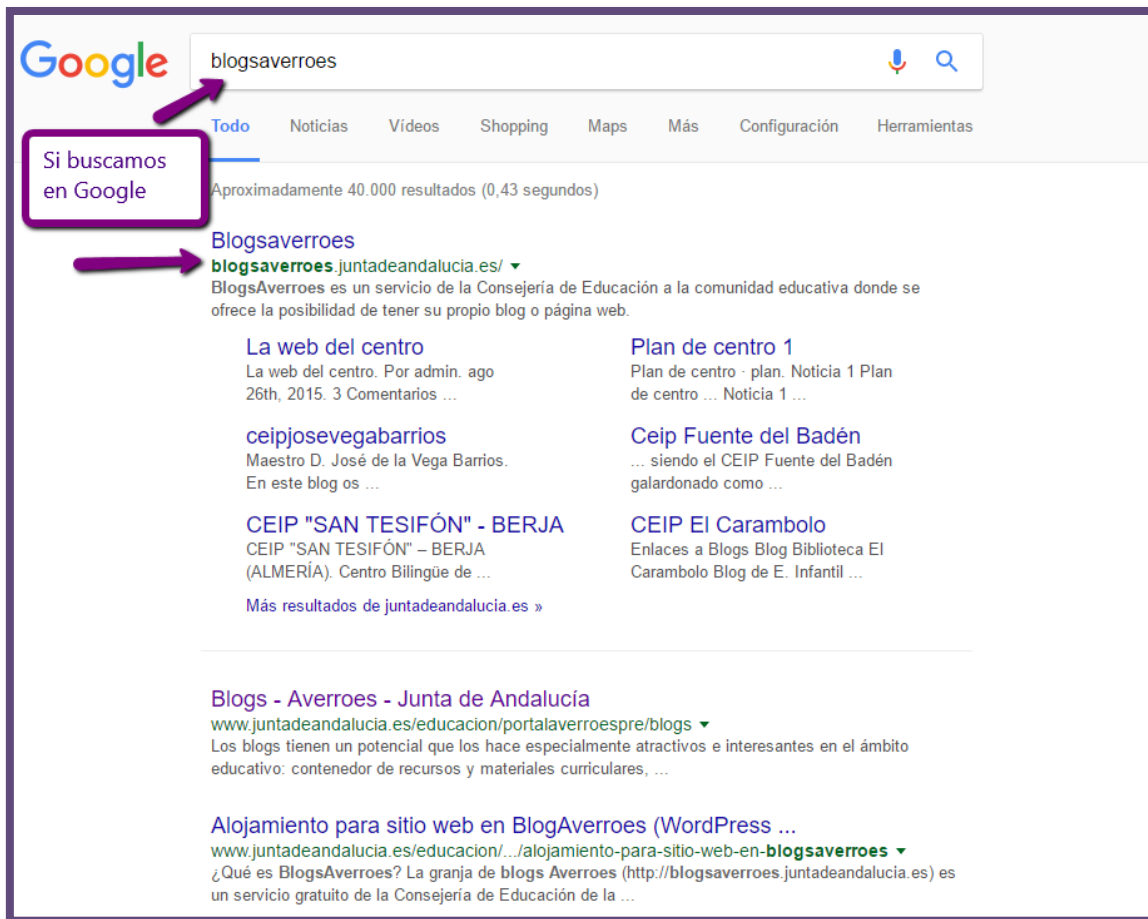 Google
blogsaverroes
Todo Noticias Vídeos Shopping Maps Más Configuración Herramientas
Si buscamos
en Google
Aproximadamente 40.000 resultados (0,43 segundos)
Blogsaverroes
blogsaverroes.juntadeandalucia.es/
BlogsAverroes es un servicio de la Consejería de Educación a la comunidad educativa donde se
ofrece la posibilidad de tener su propio blog o página web.
La web del centro
La web del centro. Por admin. ago
26th, 2015. 3 Comentarios ...
Plan de centro 1
Plan de centro · plan. Noticia 1 Plan
de centro ... Noticia 1 ...
ceipjosevegabarrios
Maestro D. José de la Vega Barrios.
En este blog os ...
Ceip Fuente del Badén
... siendo el CEIP Fuente del Badén
galardonado como ...
CEIP "SAN TESIFÓN" - BERJA
CEIP "SAN TESIFÓN" – BERJA
(ALMERÍA). Centro Bilingüe de ...
CEIP El Carambolo
Enlaces a Blogs Blog Biblioteca El
Carambolo Blog de E. Infantil ...
Más resultados de juntadeandalucia.es »
Blogs - Averroes - Junta de Andalucía
www.juntadeandalucia.es/educacion/portalaverroespre/blogs
Los blogs tienen un potencial que los hace especialmente atractivos e interesantes en el ámbito
educativo: contenedor de recursos y materiales curriculares, ...
Alojamiento para sitio web en BlogAverroes (WordPress ...
www.juntadeandalucia.es/educacion/.../alojamiento-para-sitio-web-en-blogsaverroes
¿Qué es BlogsAverroes? La granja de blogs Averroes (http://blogsaverroes.juntadeandalucia.es) es
un servicio gratuito de la Consejería de Educación de la ...